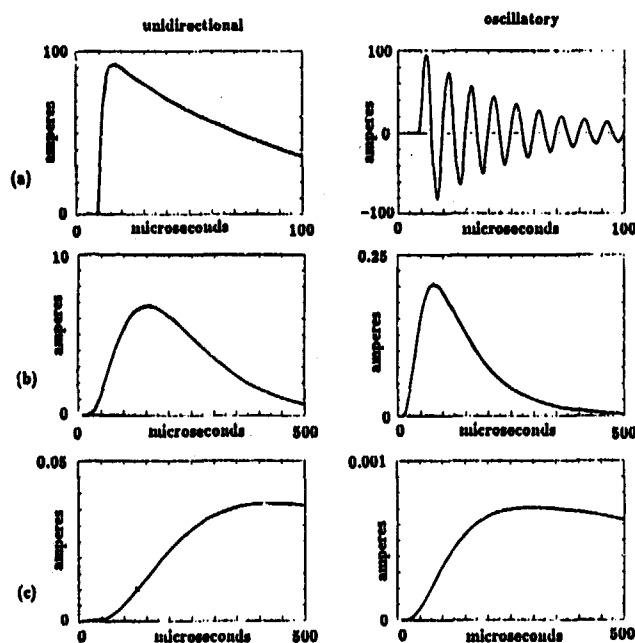 unidirectional
oscillatory
100
amperes
0
0
microseconds
100
100
amperes
0
-100
0
microseconds
100
(a)
10
amperes
0
0
microseconds
500
0.25
amperes
0
0
microseconds
500
(b)
0.05
amperes
0
0
microseconds
500
0.001
amperes
0
0
microseconds
500
(c)